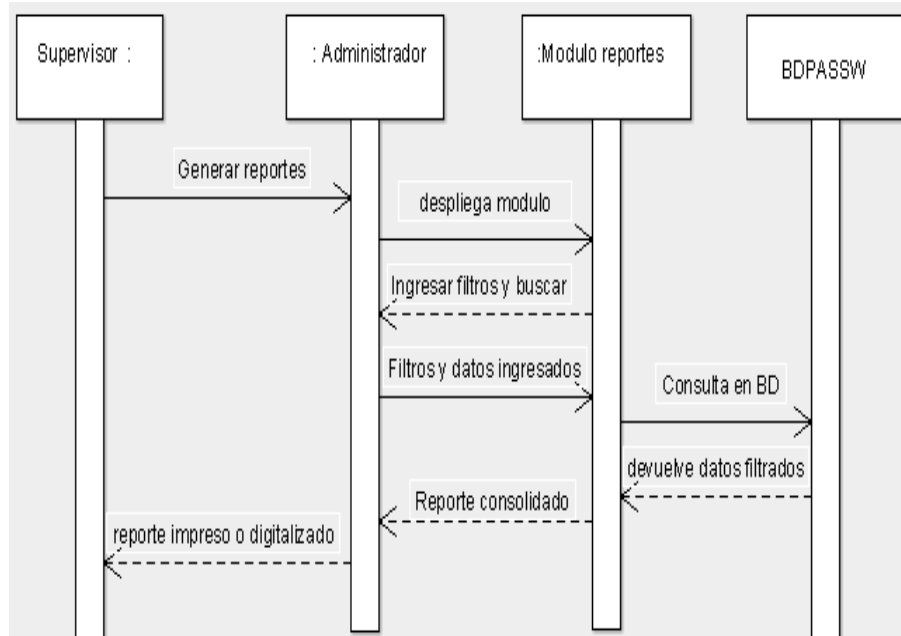 Supervisor :
: Administrador
:Modulo reportes
BDPASSW
Generar reportes
despliega modulo
Ingresar filtros y buscar
Filtros y datos ingresados
Consulta en BD
devuelve datos filtrados
Reporte consolidado
reporte impreso o digitalizado